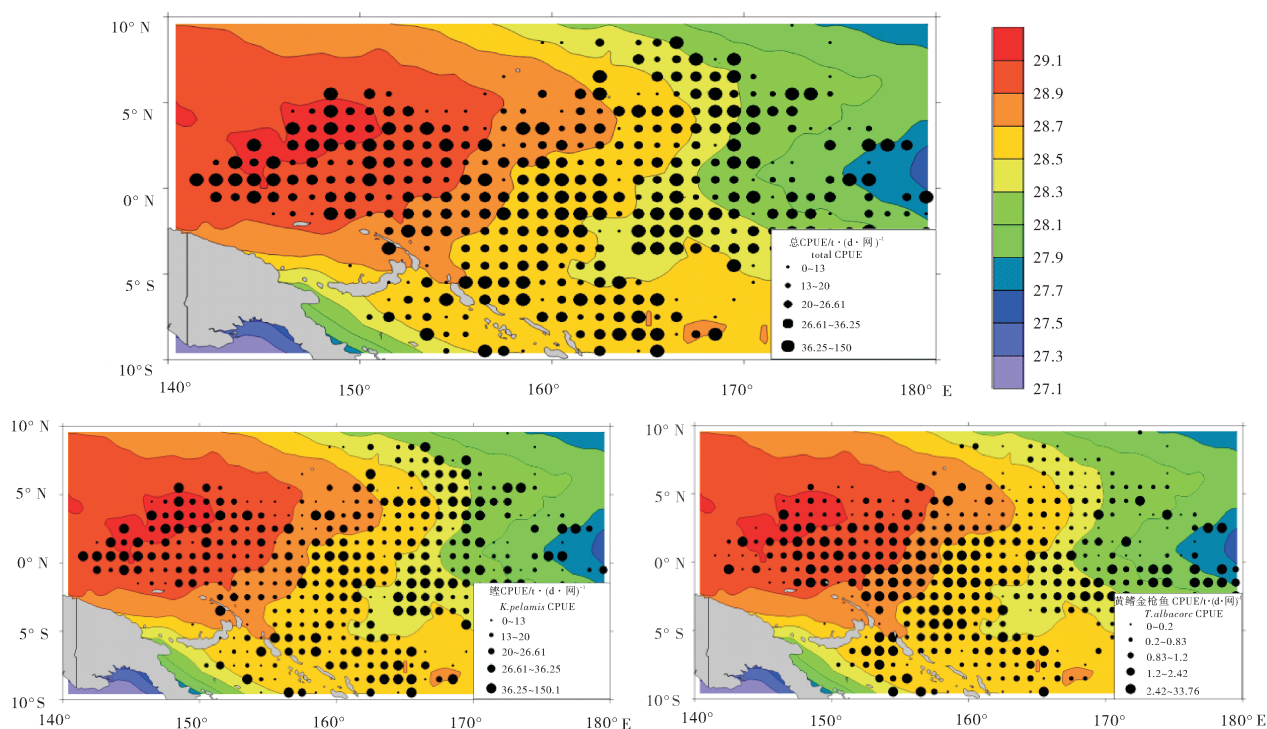 10° N
5° N
0° N
5° S
10° S
140°
150°
160°
170°
180° E
总CPUE/t·(d·网)⁻¹
total CPUE
0~13
13~20
20~26.61
26.61~36.25
36.25~150
29.1
28.9
28.7
28.5
28.3
28.1
27.9
27.7
27.5
27.3
27.1
10° N
5° N
0° N
5° S
10°S
140°
150°
160°
170°
180° E
鲣CPUE/t·(d·网)⁻¹
K.pelamis CPUE
0~13
13~20
20~26.61
26.61~36.25
36.25~150.1
10° N
5° N
0° N
5° S
10°S
140°
150°
160°
170°
180° E
黄鳍金枪鱼 CPUE/t·(d·网)⁻¹
T.albacorc CPUE
0~0.2
0.2~0.83
0.83~1.2
1.2~2.42
2.42~33.76